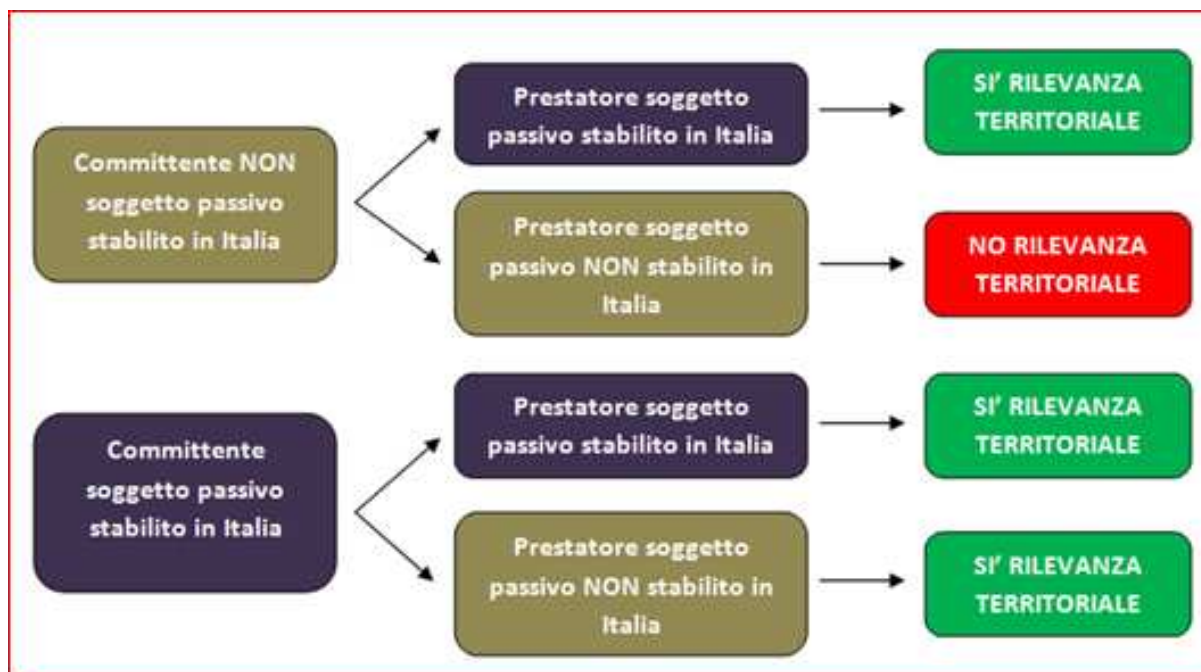 Committente NON
soggetto passivo
stabilito in Italia
Prestatore soggetto
passivo stabilito in Italia
SI' RILEVANZA
TERRITORIALE
Prestatore soggetto
passivo NON stabilito in
Italia
NO RILEVANZA
TERRITORIALE
Committente
soggetto passivo
stabilito in Italia
Prestatore soggetto
passivo stabilito in Italia
SI' RILEVANZA
TERRITORIALE
Prestatore soggetto
passivo NON stabilito in
Italia
SI' RILEVANZA
TERRITORIALE